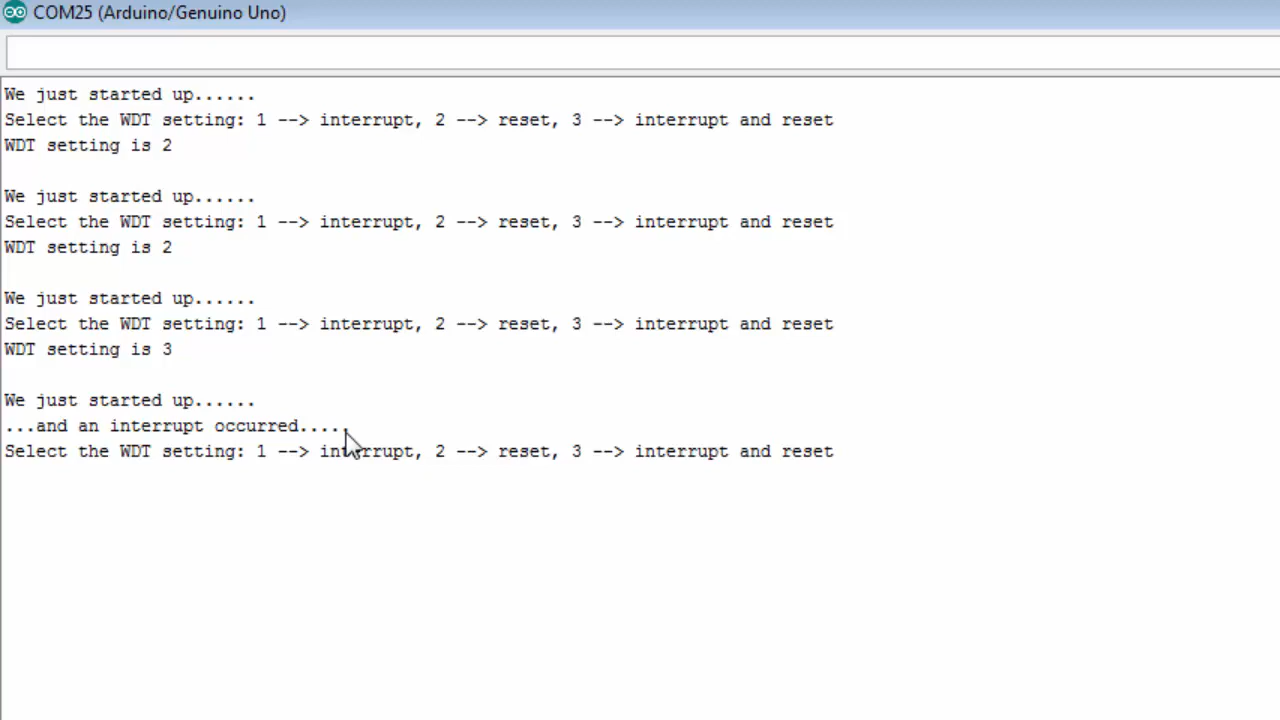 COM25 (Arduino/Genuino Uno)
We just started up......
Select the WDT setting: 1 --> interrupt, 2 --> reset, 3 --> interrupt and reset
WDT setting is 2
We just started up......
Select the WDT setting: 1 --> interrupt, 2 --> reset, 3 --> interrupt and reset
WDT setting is 2
We just started up......
Select the WDT setting: 1 --> interrupt, 2 --> reset, 3 --> interrupt and reset
WDT setting is 3
We just started up......
...and an interrupt occurred.....
Select the WDT setting: 1 --> interrupt, 2 --> reset, 3 --> interrupt and reset